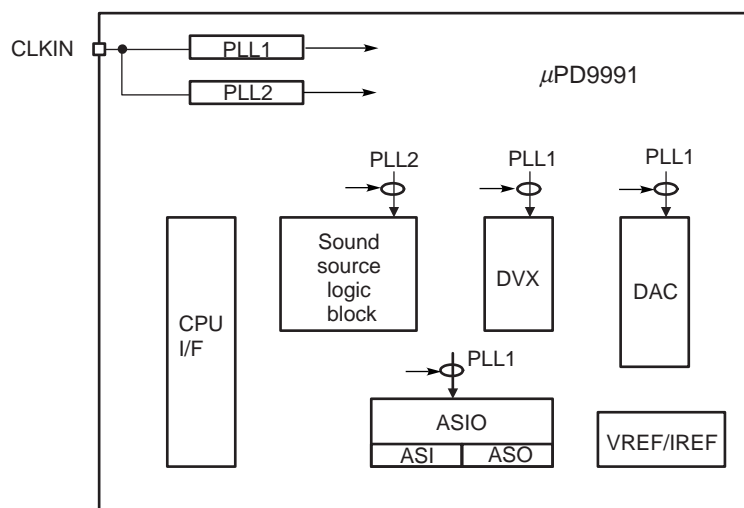 CLKIN
PLL1
PLL2
μPD9991
PLL2
PLL1
PLL1
Sound
source
logic
block
DVX
DAC
CPU
I/F
PLL1
ASIO
ASI
ASO
VREF/IREF